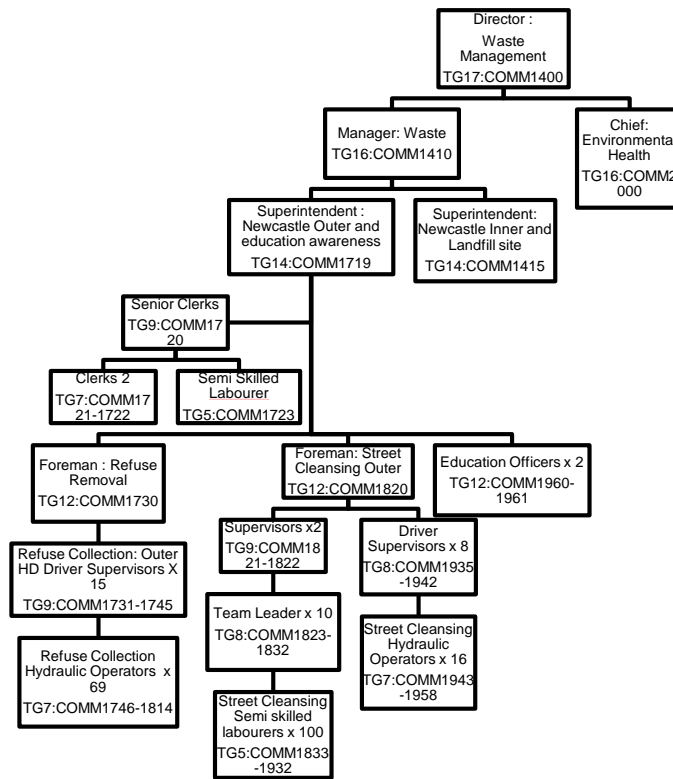 Director :
Waste
Management
TG17:COMM1400
Manager: Waste
TG16:COMM1410
Chief:
Environmental
Health
TG16:COMM2
000
Superintendent :
Newcastle Outer and
education awareness
TG14:COMM1719
Superintendent:
Newcastle Inner and
Landfill site
TG14:COMM1415
Senior Clerks
TG9:COMM17
20
Clerks 2
TG7:COMM17
21-1722
Semi Skilled
Labourer
TG5:COMM1723
Foreman : Refuse
Removal
TG12:COMM1730
Foreman: Street
Cleansing Outer
TG12:COMM1820
Education Officers x 2
TG12:COMM1960-
1961
Refuse Collection: Outer
HD Driver Supervisors X
15
TG9:COMM1731-1745
Supervisors x2
TG9:COMM18
21-1822
Driver
Supervisors x 8
TG8:COMM1935
-1942
Refuse Collection
Hydraulic Operators x
69
TG7:COMM1746-1814
Team Leader x 10
TG8:COMM1823-
1832
Street Cleansing
Hydraulic
Operators x 16
TG7:COMM1943
-1958
Street Cleansing
Semi skilled
labourers x 100
TG5:COMM1833
-1932